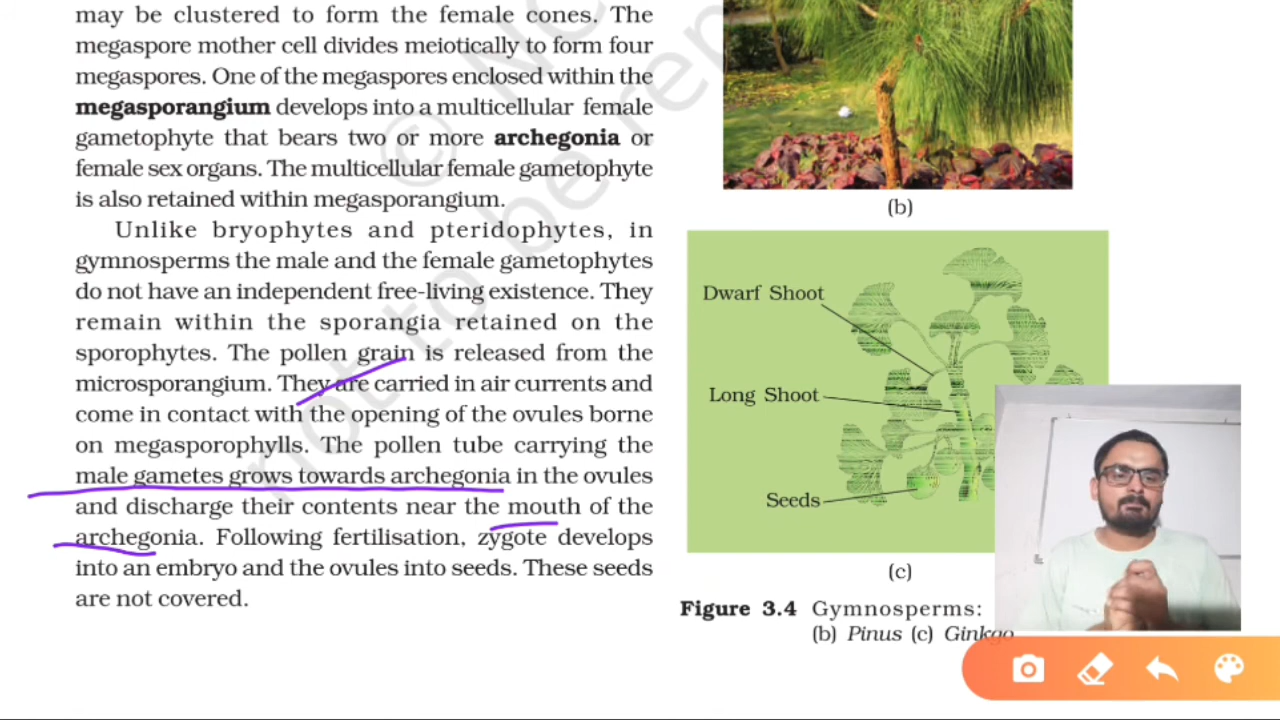 may be clustered to form the female cones. The
megaspore mother cell divides meiotically to form four
megaspores. One of the megaspores enclosed within the
megasporangium develops into a multicellular female
gametophyte that bears two or more archegonia or
female sex organs. The multicellular female gametophyte
is also retained within megasporangium.
Unlike bryophytes and pteridophytes, in
gymnosperms the male and the female gametophytes
do not have an independent free-living existence. They
remain within the sporangia retained on the
sporophytes. The pollen grain is released from the
microsporangium. They are carried in air currents and
come in contact with the opening of the ovules borne
on megasporophylls. The pollen tube carrying the
male gametes grows towards archegonia in the ovules
and discharge their contents near the mouth of the
archegonia. Following fertilisation, zygote develops
into an embryo and the ovules into seeds. These seeds
are not covered.
(b)
Dwarf Shoot
Long Shoot
Seeds
(c)
Figure 3.4 Gymnosperms:
(b) Pinus (c) Ginkgo